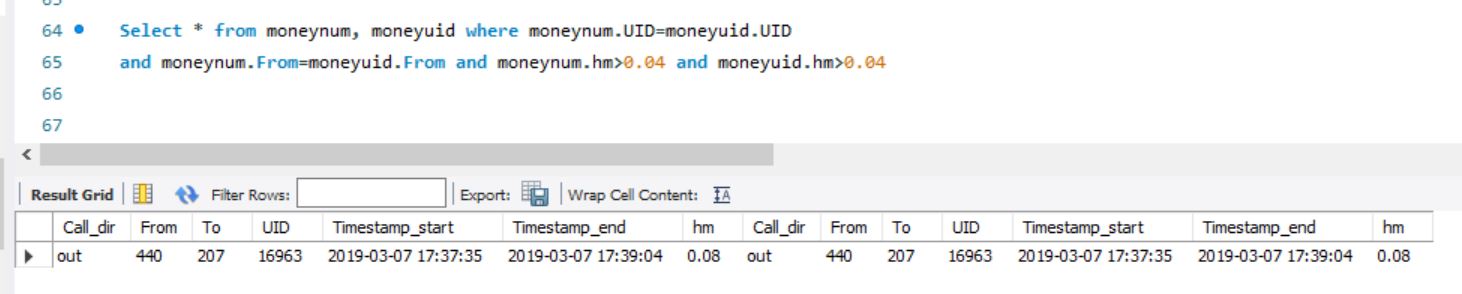 64 Select * from moneynum, moneyuid where moneynum.UID=moneyuid.UID
65 and moneynum.From=moneyuid.From and moneynum.hm>0.04 and moneyuid.hm>0.04
66
67
Result Grid Filter Rows: Export: Wrap Cell Content: IA
Call_dir From To UID Timestamp_start Timestamp_end hm Call_dir From To UID Timestamp_start Timestamp_end hm
out 440 207 16963 2019-03-07 17:37:35 2019-03-07 17:39:04 0.08 out 440 207 16963 2019-03-07 17:37:35 2019-03-07 17:39:04 0.08